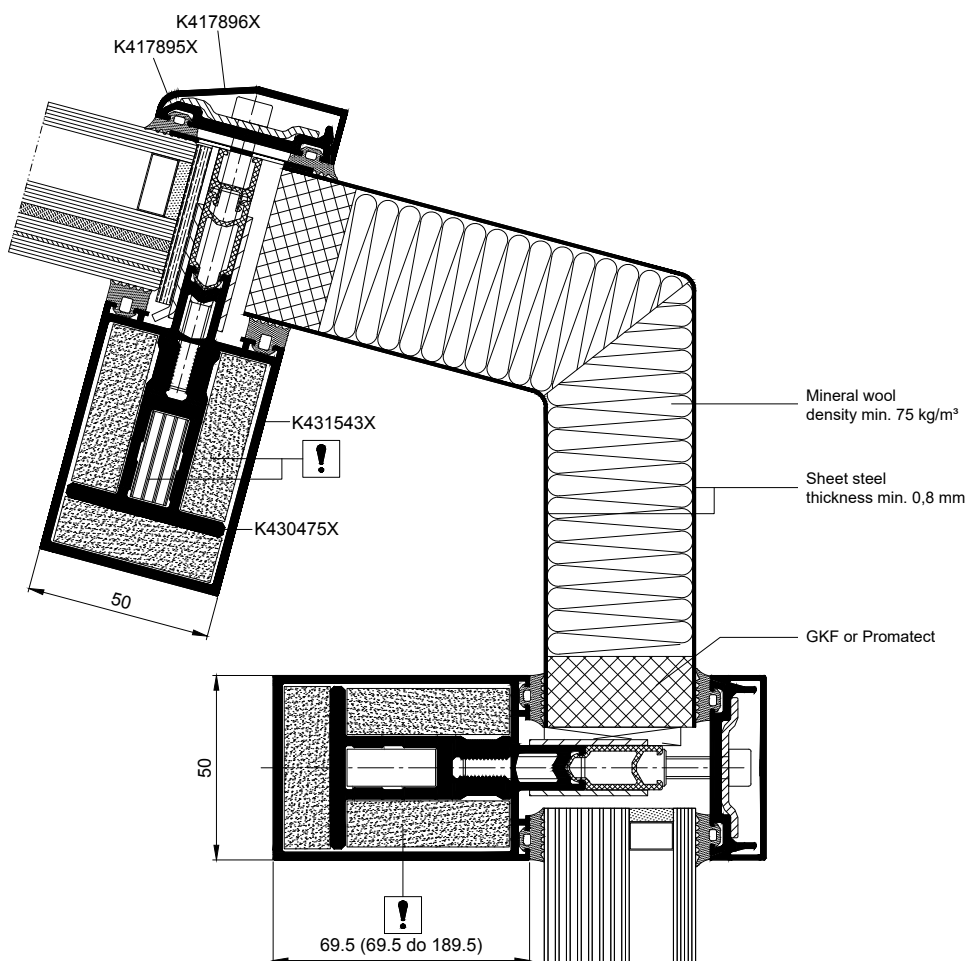 K417896X
K417895X
Mineral wool
density min. 75 kg/m³
K431543X
!
Sheet steel
thickness min. 0,8 mm
K430475X
50
GKF or Promatect
50
!
69.5 (69.5 do 189.5)